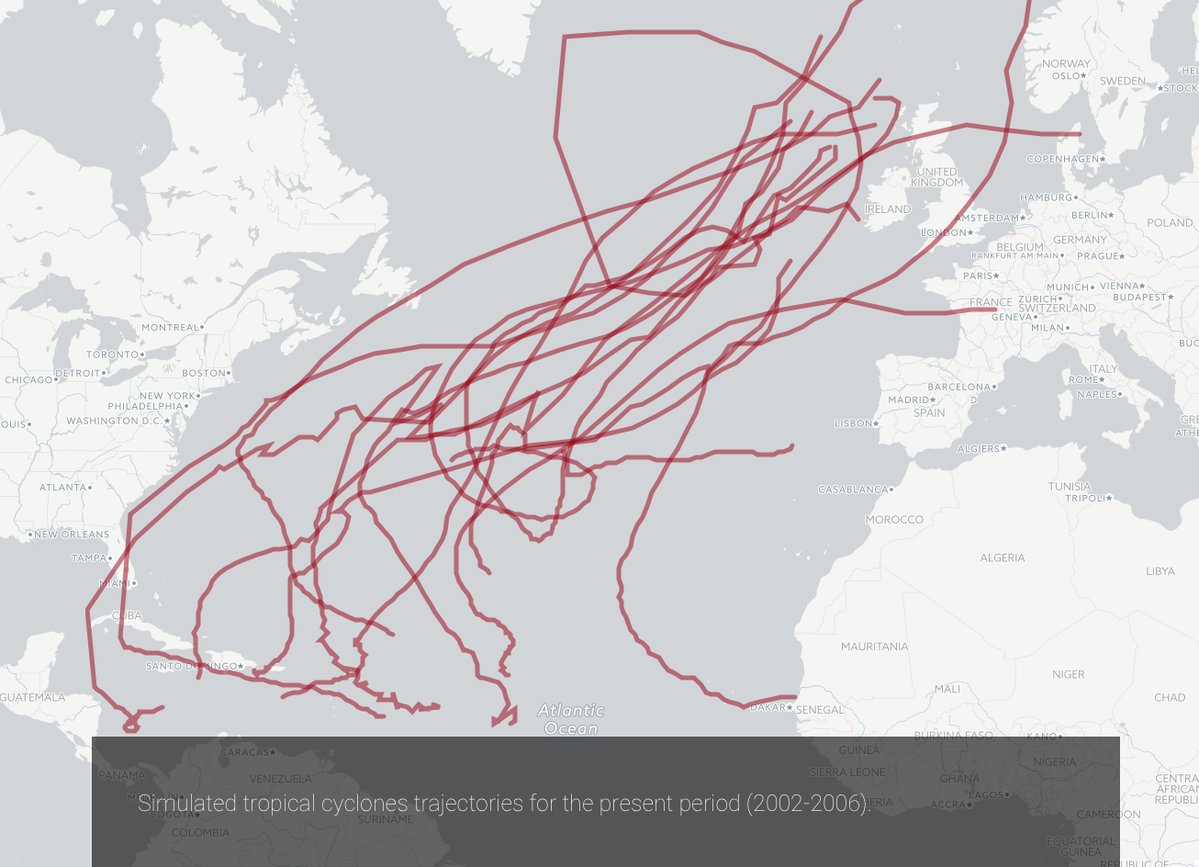 NORWAY
OSLO
SWEDEN
STOCK
COPENHAGEN
UNITED
KINGDOM
IRELAND
HAMBURG
AMSTERDAM
BERLIN
POLAND
LONDON
GERMANY
BELGIUM
FRANKFURT AM MAIN
PRAGUE
PARIS
MUNICH
VIENNA
ZURICH
BUDAPEST
FRANCE
SWITZERLAND
GENEVA
MILAN
MONTREAL
TORONTO
CHICAGO
DETROIT
BOSTON
NEW YORK
PHILADELPHIA
WASHINGTON D.C.
OUIS
ITALY
ROME
NAPLES
BARCELONA
MADRID
SPAIN
LISBON
ALGIERS
ATLANTA
CASABLANCA
TUNISIA
TRIPOLI
MOROCCO
NEW ORLEANS
TAMPA
ALGERIA
LIBYA
MIAMI
CUBA
MAURITANIA
SANTO DOMINGO
NIGER
MALI
CHAD
GUATEMALA
DAKAR
SENEGAL
Atlantic
Ocean
BURKINA FASO
KANO
CARACAS
GUINEA
NIGERIA
PANAMA
VENEZUELA
SIERRA LEONE
GHANA
CENTRA
AFRICAN
REPUBLI
LAGOS
Simulated tropical cyclones trajectories for the present period (2002-2006).
ACCRA
BOGOTA
SURINAME
CAMEROON
COLOMBIA
EQUATORIAL
GUINEA
REPUBLIC OF